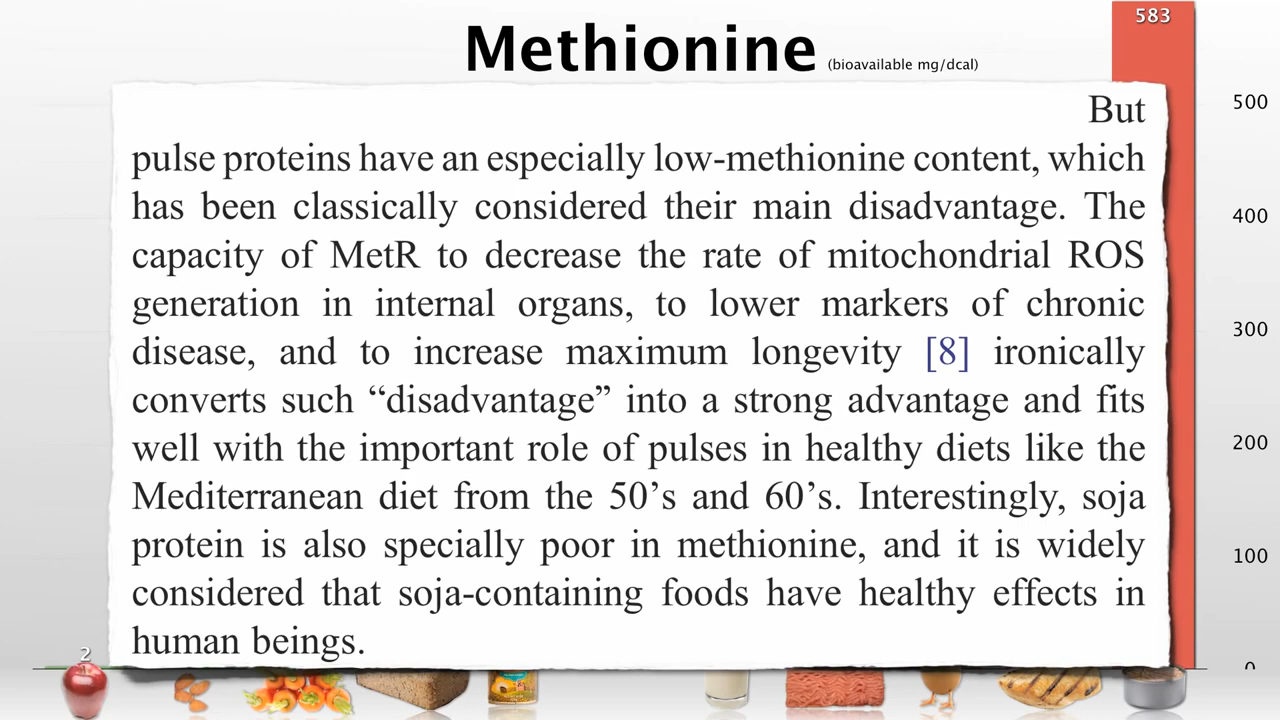 583
Methionine (bioavailable mg/dcal)
500
400
300
200
100
0
But
pulse proteins have an especially low-methionine content, which
has been classically considered their main disadvantage. The
capacity of MetR to decrease the rate of mitochondrial ROS
generation in internal organs, to lower markers of chronic
disease, and to increase maximum longevity [8] ironically
converts such “disadvantage” into a strong advantage and fits
well with the important role of pulses in healthy diets like the
Mediterranean diet from the 50’s and 60’s. Interestingly, soja
protein is also specially poor in methionine, and it is widely
considered that soja-containing foods have healthy effects in
human beings.
2